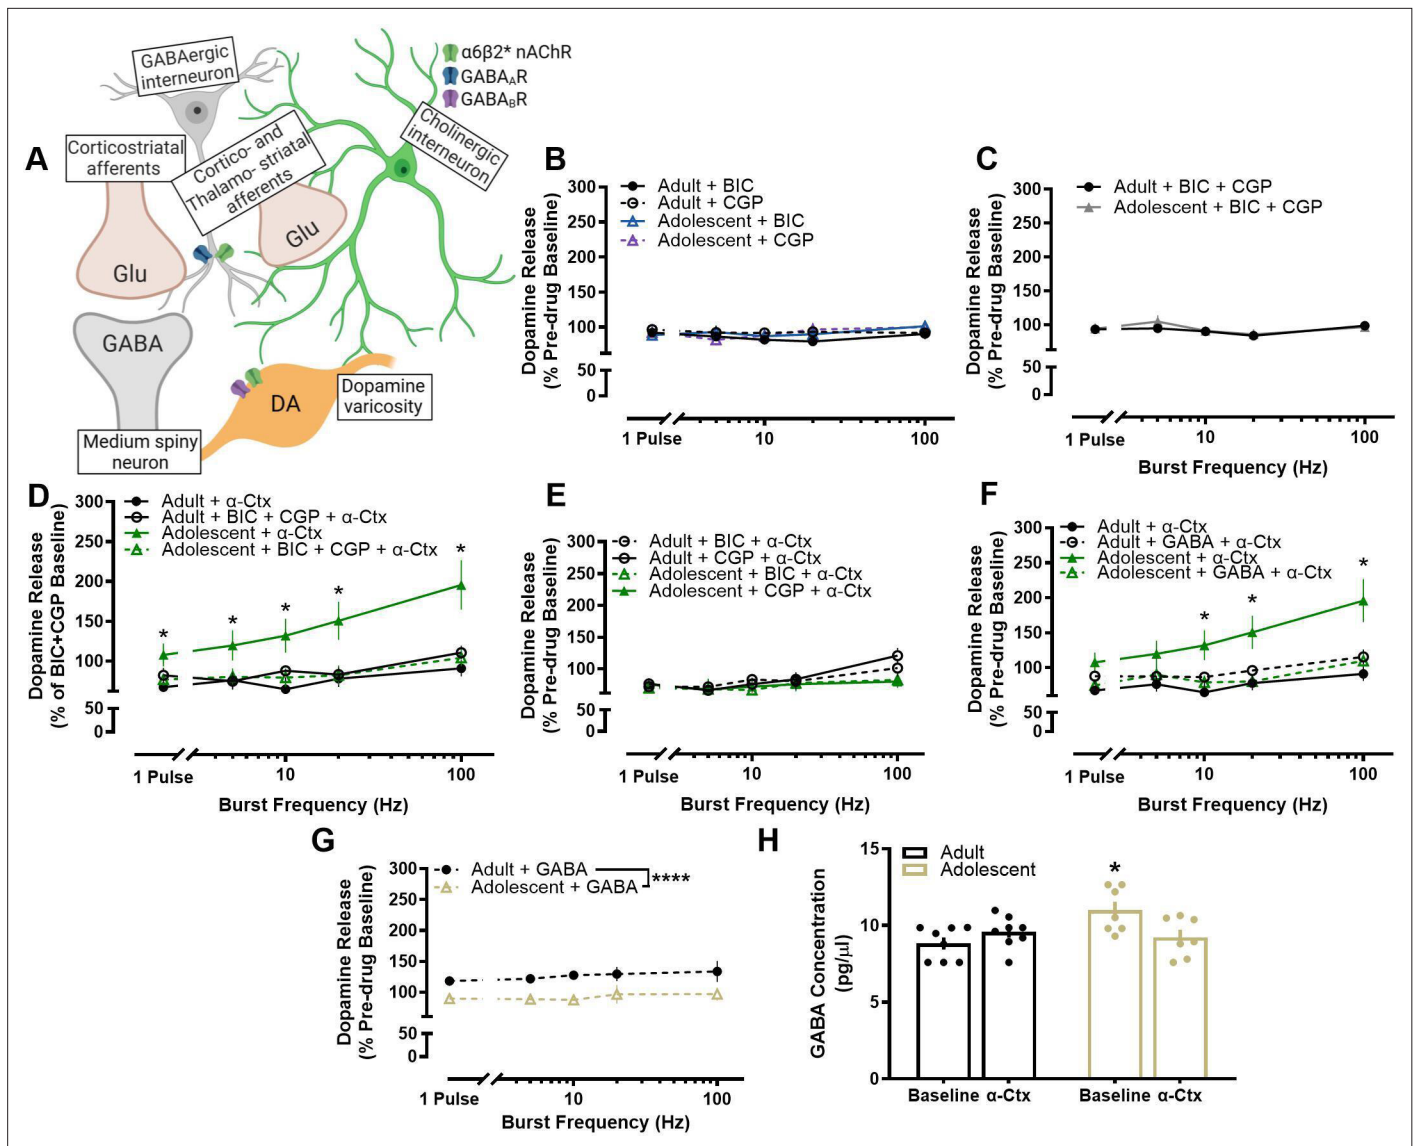 A
GABAergic
interneuron
α6β2* nAChR
GABAAR
GABABR
Corticostriatal
afferents
Cortico- and
Thalamo- striatal
afferents
Cholinergic
interneuron
Glu
Glu
GABA
DA
Dopamine
varicosity
Medium spiny
neuron
B
Adult + BIC
Adult + CGP
Adolescent + BIC
Adolescent + CGP
Dopamine Release
(% Pre-drug Baseline)
300
250
200
150
100
50
0
1 Pulse
10
100
C
Adult + BIC + CGP
Adolescent + BIC + CGP
Dopamine Release
(% Pre-drug Baseline)
300
250
200
150
100
50
0
1 Pulse
10
100
Burst Frequency (Hz)
D
Adult + α-Ctx
Adult + BIC + CGP + α-Ctx
Adolescent + α-Ctx
Adolescent + BIC + CGP + α-Ctx
Dopamine Release
(% of BIC+CGP Baseline)
300
250
200
150
100
50
0
*
*
*
*
*
1 Pulse
10
100
Burst Frequency (Hz)
E
Adult + BIC + α-Ctx
Adult + CGP + α-Ctx
Adolescent + BIC + α-Ctx
Adolescent + CGP + α-Ctx
Dopamine Release
(% Pre-drug Baseline)
300
250
200
150
100
50
0
1 Pulse
10
100
Burst Frequency (Hz)
F
Adult + α-Ctx
Adult + GABA + α-Ctx
Adolescent + α-Ctx
Adolescent + GABA + α-Ctx
Dopamine Release
(% Pre-drug Baseline)
300
250
200
150
100
50
0
*
*
*
1 Pulse
10
100
Burst Frequency (Hz)
G
Adult + GABA
Adolescent + GABA
****
Dopamine Release
(% Pre-drug Baseline)
300
250
200
150
100
50
0
1 Pulse
10
100
Burst Frequency (Hz)
H
Adult
Adolescent
*
GABA Concentration
(pg/µl)
15
10
5
0
Baseline α-Ctx
Baseline α-Ctx